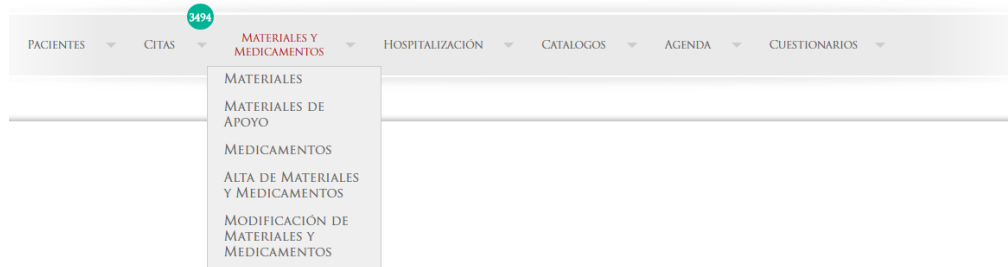 3494
PACIENTES CITAS MATERIALES Y MEDICAMENTOS HOSPITALIZACIÓN CATALOGOS AGENDA CUESTIONARIOS
MATERIALES
MATERIALES DE
APOYO
MEDICAMENTOS
ALTA DE MATERIALES
Y MEDICAMENTOS
MODIFICACIÓN DE
MATERIALES Y
MEDICAMENTOS